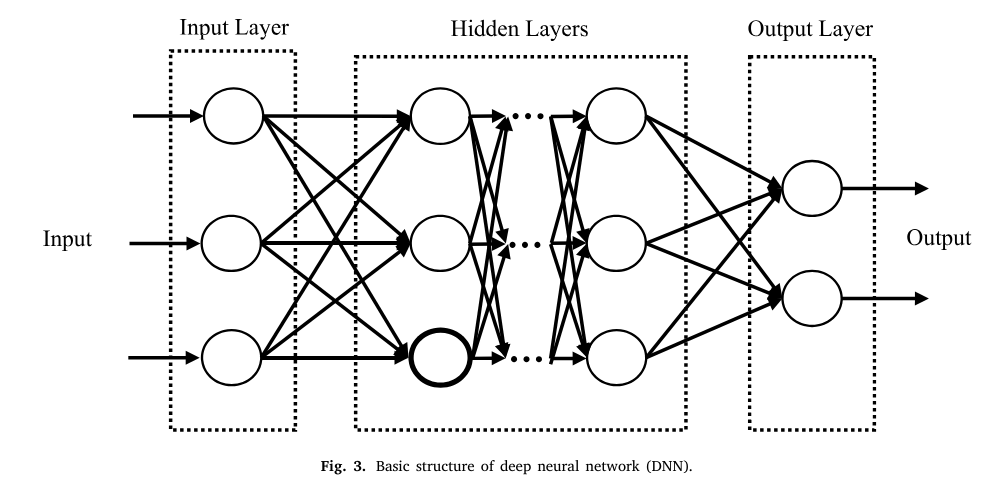 Input Layer
Hidden Layers
Output Layer
Input
Output
Fig. 3. Basic structure of deep neural network (DNN).